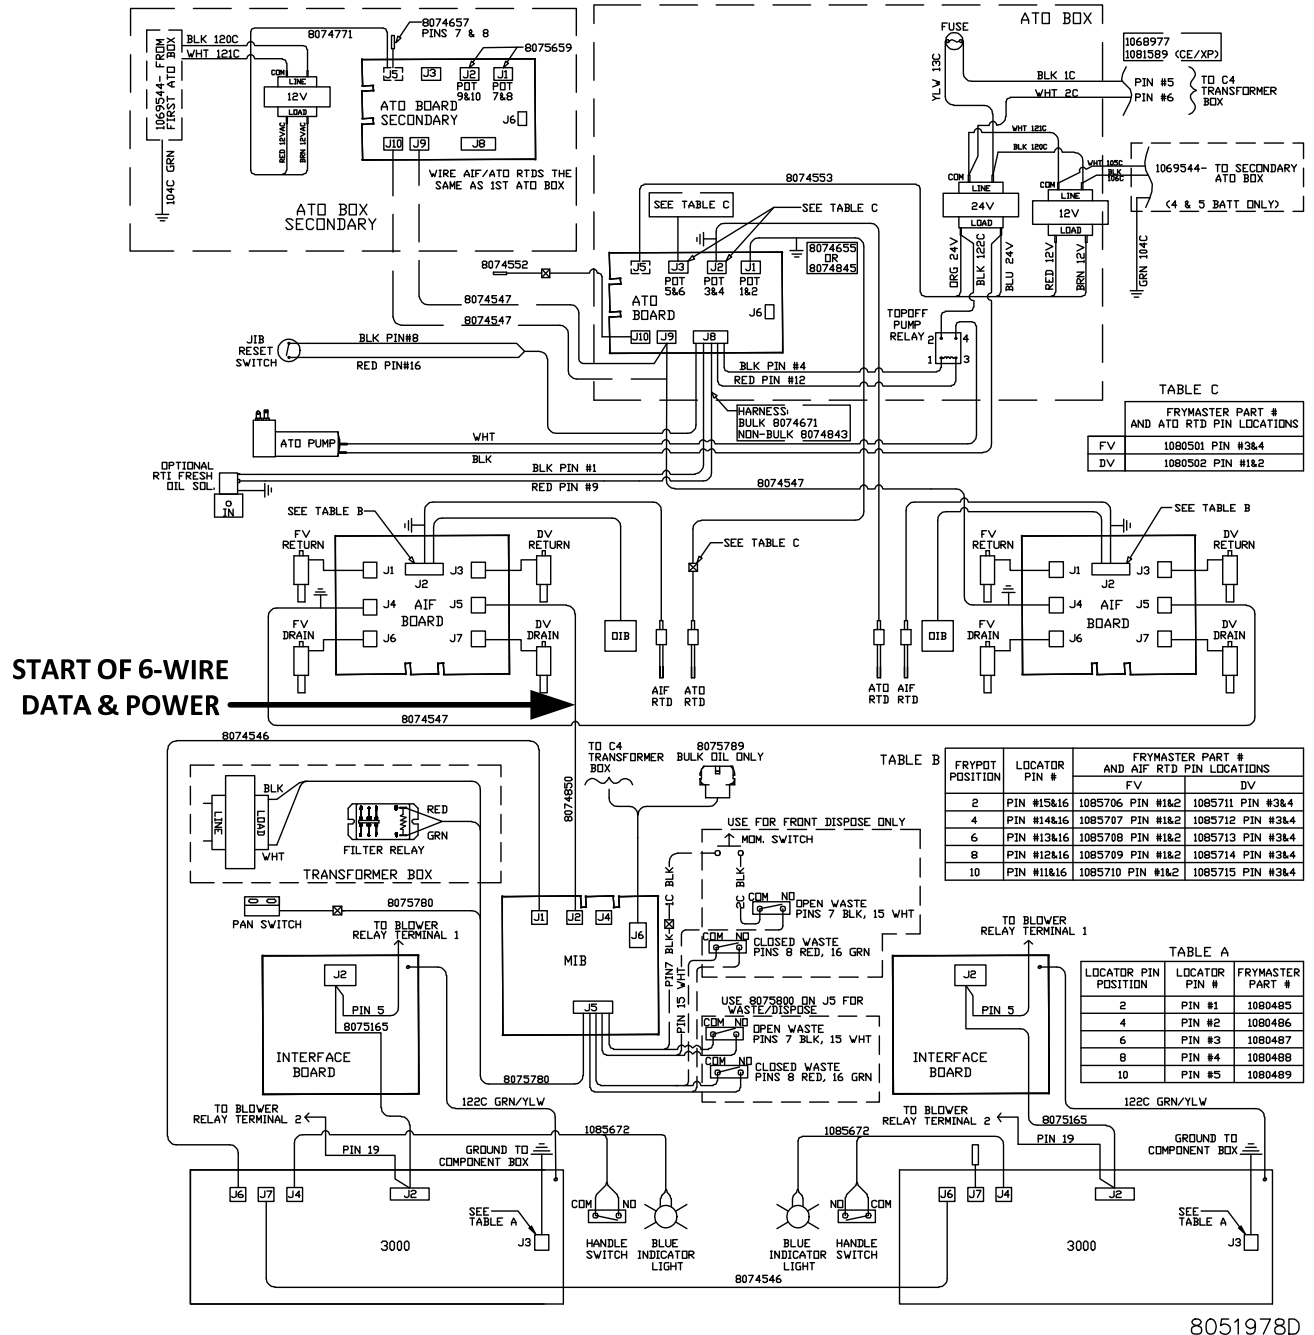 1069544- FROM
FIRST ATO BOX
BLK 120C
WHT 121C
8074771
COM
LINE
12V
LOAD
RED 12VAC
BRN 12VAC
104C GRN
8074657
PINS 7 & 8
8075659
J5
J3
J2
J1
POT
9&10
POT
7&8
ATO BOARD
SECONDARY
J6
J10
J9
J8
WIRE AIF/ATO RTDS THE
SAME AS 1ST ATO BOX
ATO BOX
SECONDARY
ATO BOX
FUSE
YLW 13C
BLK 1C
WHT 2C
1068977
1081589 (CE/XP)
PIN #5
PIN #6
TO C4
TRANSFORMER
BOX
WHT 121C
BLK 120C
WHT 105C
BLK
106C
1069544- TO SECONDARY
ATO BOX
(4 & 5 BATT ONLY)
GRN 104C
COM
LINE
24V
LOAD
COM
LINE
12V
LOAD
ORG 24V
BLK 122C
BLU 24V
RED 12V
BRN 12V
8074553
SEE TABLE C
SEE TABLE C
8074655
OR
8074845
8074552
J5
J3
J2
J1
POT
5&6
POT
3&4
POT
1&2
ATO
BOARD
J6
J10
J9
J8
8074547
8074547
TOPOFF
PUMP
RELAY
2
4
1
3
JIB
RESET
SWITCH
BLK PIN#8
RED PIN#16
BLK PIN #4
RED PIN #12
HARNESS:
BULK 8074671
NON-BULK 8074843
TABLE C
FRYMASTER PART #
AND ATO RTD PIN LOCATIONS
FV 1080501 PIN #3&4
DV 1080502 PIN #1&2
ATO PUMP
WHT
BLK
OPTIONAL
RTI FRESH
OIL SOL.
IN
BLK PIN #1
RED PIN #9
8074547
SEE TABLE B
SEE TABLE C
SEE TABLE B
FV
RETURN
DV
RETURN
J1
J2
J3
J4
AIF
BOARD
J5
J6
J7
FV
DRAIN
DV
DRAIN
OIB
AIF
RTD
ATO
RTD
ATO
RTD
AIF
RTD
OIB
FV
RETURN
DV
RETURN
J1
J2
J3
J4
AIF
BOARD
J5
J6
J7
FV
DRAIN
DV
DRAIN
START OF 6-WIRE
DATA & POWER
8074547
8074546
8074850
TO C4
TRANSFORMER
BOX
8075789
BULK OIL ONLY
LINE
LOAD
BLK
WHT
RED
GRN
FILTER RELAY
TRANSFORMER BOX
PAN SWITCH
8075780
TABLE B
FRYPOT
POSITION
LOCATOR
PIN #
FRYMASTER PART #
AND AIF RTD PIN LOCATIONS
FV DV
2 PIN #15&16 1085706 PIN #1&2 1085711 PIN #3&4
4 PIN #14&16 1085707 PIN #1&2 1085712 PIN #3&4
6 PIN #13&16 1085708 PIN #1&2 1085713 PIN #3&4
8 PIN #12&16 1085709 PIN #1&2 1085714 PIN #3&4
10 PIN #11&16 1085710 PIN #1&2 1085715 PIN #3&4
USE FOR FRONT DISPOSE ONLY
MOM. SWITCH
1C BLK
2C BLK
COM NO
OPEN WASTE
PINS 7 BLK, 15 WHT
COM NO
CLOSED WASTE
PINS 8 RED, 16 GRN
PIN7 BLK
PIN 15 WHT
J1
J2
J4
J6
MIB
J5
USE 8075800 ON J5 FOR
WASTE/DISPOSE
COM NO
OPEN WASTE
PINS 7 BLK, 15 WHT
COM NO
CLOSED WASTE
PINS 8 RED, 16 GRN
8075780
TO BLOWER
RELAY TERMINAL 1
J2
PIN 5
8075165
INTERFACE
BOARD
TO BLOWER
RELAY TERMINAL 1
J2
PIN 5
INTERFACE
BOARD
TABLE A
LOCATOR PIN
POSITION
LOCATOR
PIN #
FRYMASTER
PART #
2 PIN #1 1080485
4 PIN #2 1080486
6 PIN #3 1080487
8 PIN #4 1080488
10 PIN #5 1080489
TO BLOWER
RELAY TERMINAL 2
122C GRN/YLW
PIN 19
GROUND TO
COMPONENT BOX
1085672
J6
J7
J4
J2
SEE
TABLE A
J3
3000
COM
NO
HANDLE
SWITCH
BLUE
INDICATOR
LIGHT
TO BLOWER
RELAY TERMINAL 2
122C GRN/YLW
8075165
PIN 19
GROUND TO
COMPONENT BOX
1085672
NO
COM
BLUE
INDICATOR
LIGHT
HANDLE
SWITCH
J6
J7
J4
J2
SEE
TABLE A
J3
3000
8074546
8051978D